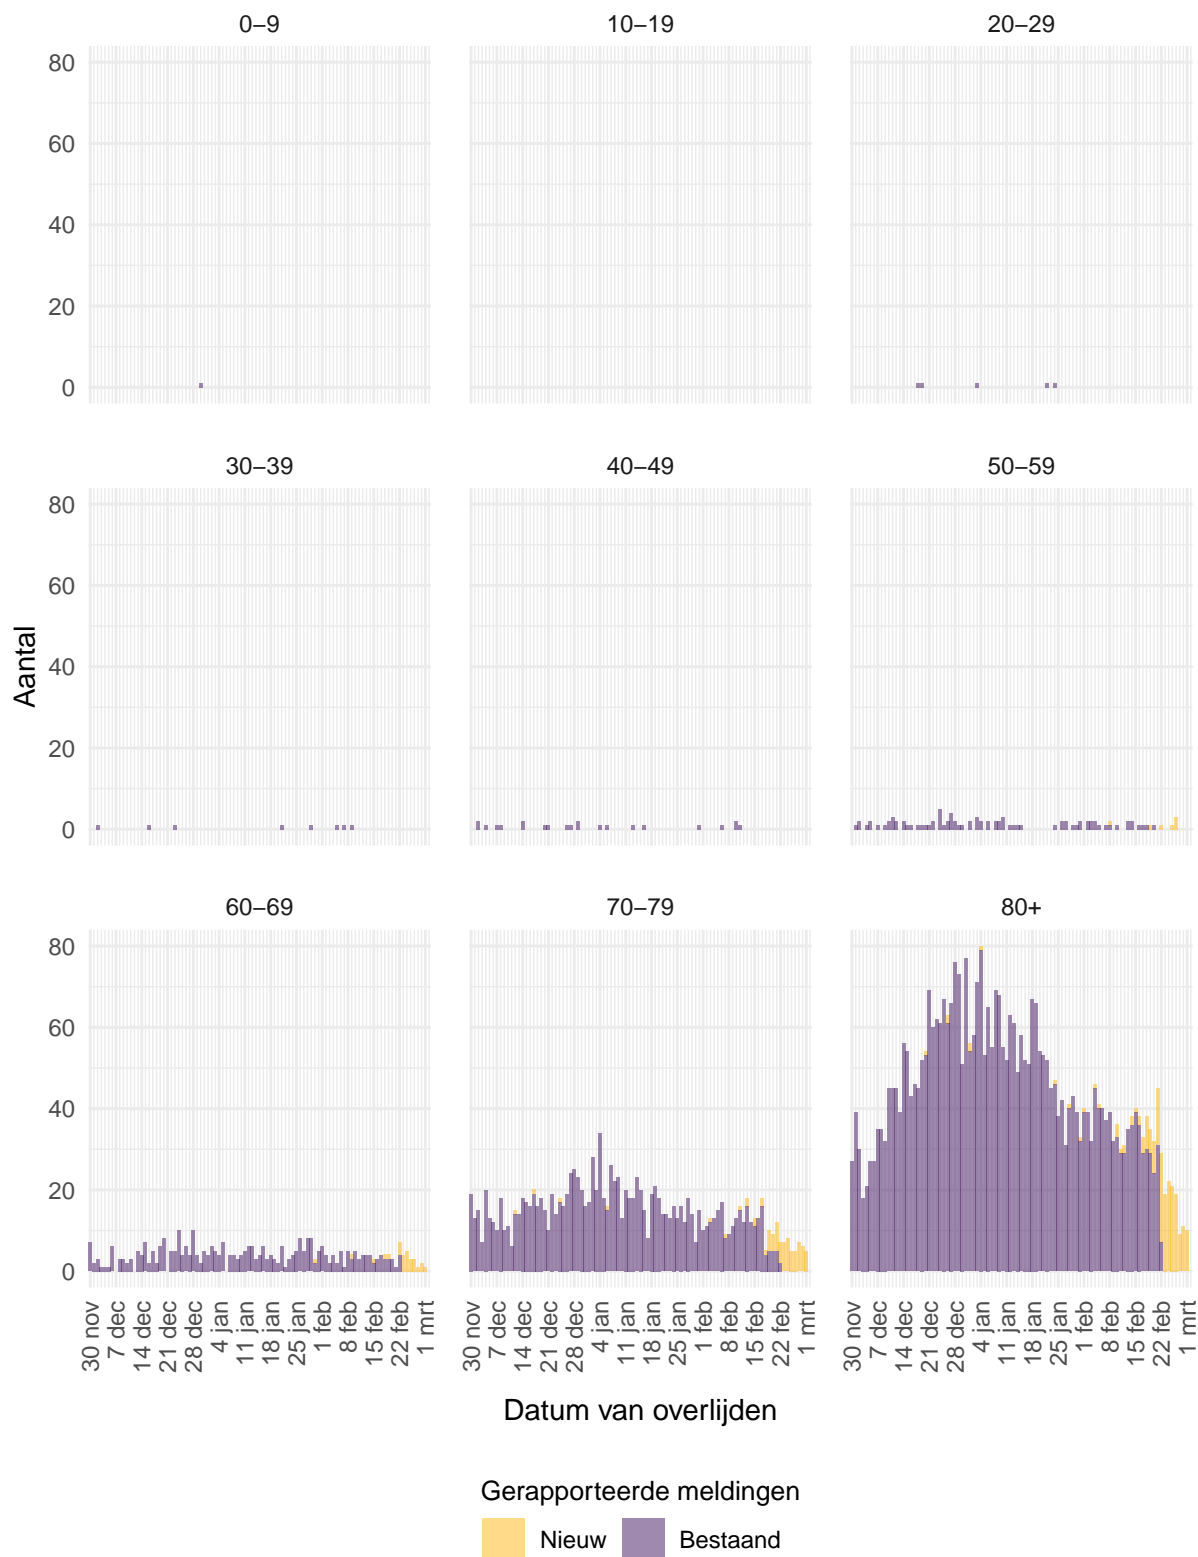 0–9
10–19
20–29
80
60
40
20
0
30–39
40–49
50–59
80
60
40
20
0
Aantal
60–69
70–79
80+
80
60
40
20
0
30 nov
7 dec
14 dec
21 dec
28 dec
4 jan
11 jan
18 jan
25 jan
1 feb
8 feb
15 feb
22 feb
1 mrt
30 nov
7 dec
14 dec
21 dec
28 dec
4 jan
11 jan
18 jan
25 jan
1 feb
8 feb
15 feb
22 feb
1 mrt
30 nov
7 dec
14 dec
21 dec
28 dec
4 jan
11 jan
18 jan
25 jan
1 feb
8 feb
15 feb
22 feb
1 mrt
Datum van overlijden
Gerapporteerde meldingen
Nieuw
Bestaand